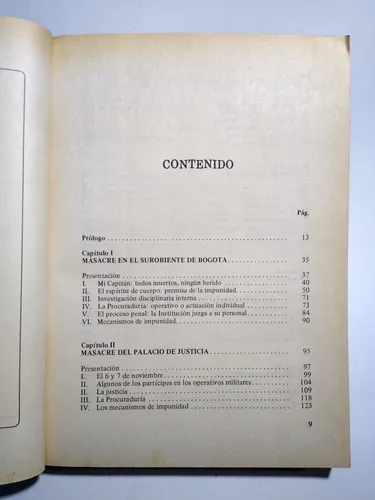 CONTENIDO
Pág.
Prólogo 13
Capítulo I
MASACRE EN EL SURORIENTE DE BOGOTA 35
Presentación 37
I. Mi Capitán: todos muertos, ningún herido 40
II. El espíritu de cuerpo: premisa de la impunidad. 50
III. Investigación disciplinaria interna 71
IV. La Procuraduría: operativo o actuación individual 73
V. El proceso penal: la Institución juzga a su personal 84
VI. Mecanismos de impunidad. 90
Capítulo II
MASACRE DEL PALACIO DE JUSTICIA 95
Presentación 97
I. El 6 y 7 de noviembre 99
II. Algunos de los partícipes en los operativos militares 104
II. La justicia 109
III. La Procuraduría 118
IV. Los mecanismos de impunidad 123
9